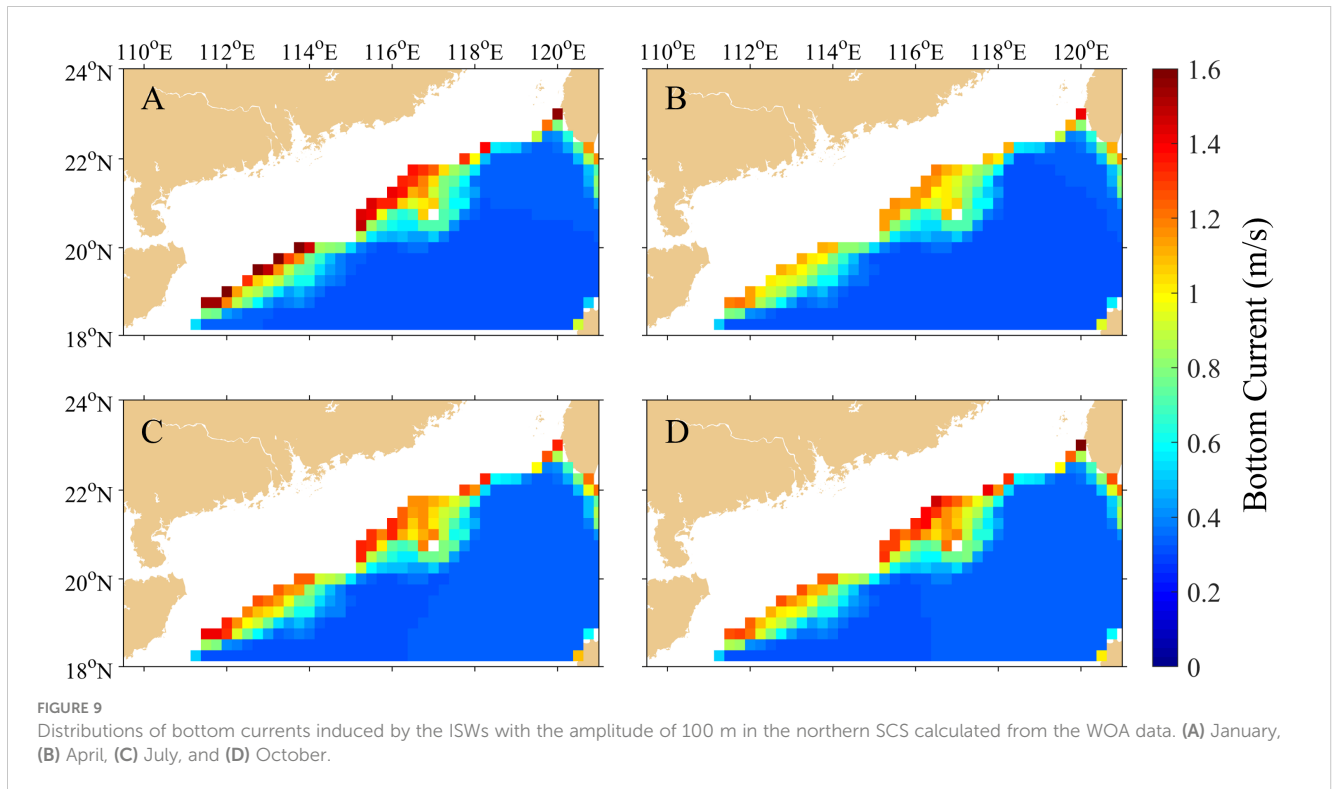 110°E 112°E 114°E 116°E 118°E 120°E 110°E 112°E 114°E 116°E 118°E 120°E
24°N
22°N
20°N
18°N
A
B
24°N
22°N
20°N
18°N
C
D
1.6
1.4
1.2
1
0.8
0.6
0.4
0.2
0
Bottom Current (m/s)
FIGURE 9
Distributions of bottom currents induced by the ISWs with the amplitude of 100 m in the northern SCS calculated from the WOA data. (A) January,
(B) April, (C) July, and (D) October.